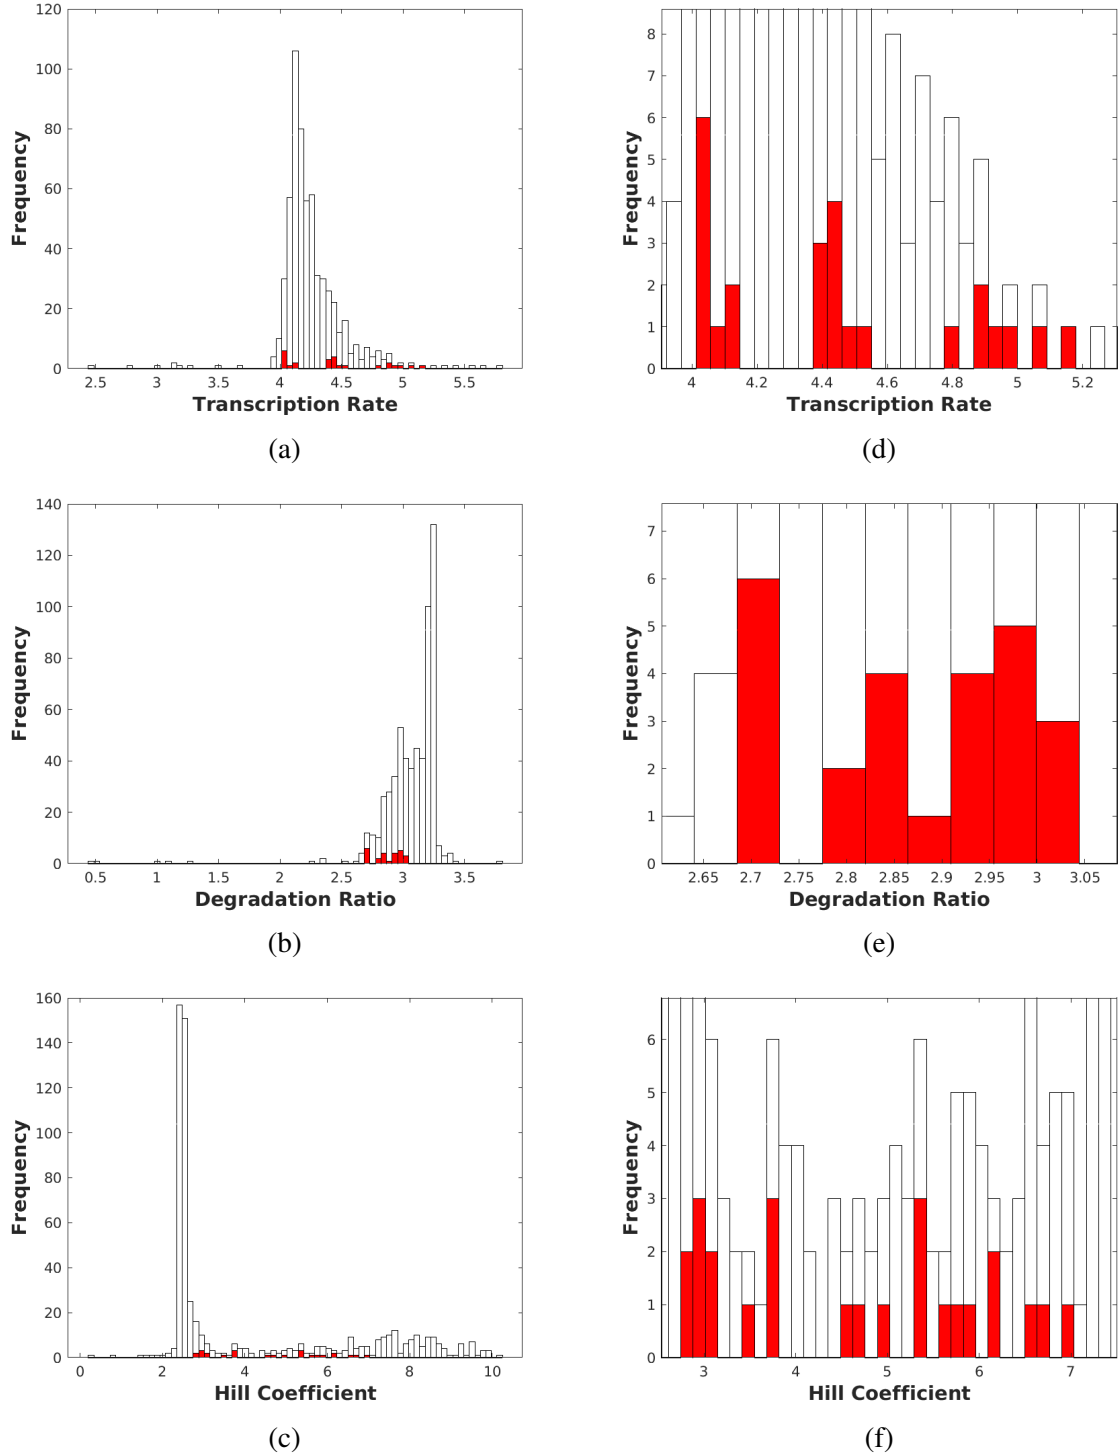 120
100
80
60
40
20
0
2.5 3 3.5 4 4.5 5 5.5
Frequency
Transcription Rate
(a)
8
7
6
5
4
3
2
1
0
4 4.2 4.4 4.6 4.8 5 5.2
Frequency
Transcription Rate
(d)
140
120
100
80
60
40
20
0
0.5 1 1.5 2 2.5 3 3.5
Frequency
Degradation Ratio
(b)
7
6
5
4
3
2
1
0
2.65 2.7 2.75 2.8 2.85 2.9 2.95 3 3.05
Frequency
Degradation Ratio
(e)
160
140
120
100
80
60
40
20
0
0 2 4 6 8 10
Frequency
Hill Coefficient
(c)
6
5
4
3
2
1
0
3 4 5 6 7
Frequency
Hill Coefficient
(f)